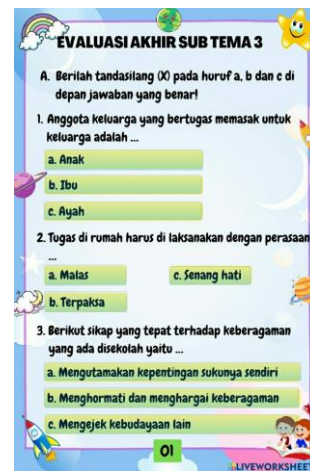 EVALUASI AKHIR SUB TEMA 3
A. Berilah tandasilang (X) pada huruf a, b dan c di
depan jawaban yang benar!
1. Anggota keluarga yang bertugas memasak untuk
keluarga adalah ...
a. Anak
b. Ibu
c. Ayah
2. Tugas di rumah harus di laksanakan dengan perasaan
...
a. Malas
c. Senang hati
b. Terpaksa
3. Berikut sikap yang tepat terhadap keberagaman
yang ada disekolah yaitu ...
a. Mengutamakan kepentingan sukunya sendiri
b. Menghormati dan menghargai keberagaman
c. Mengejek kebudayaan lain
01
LIVEWORKSHEE